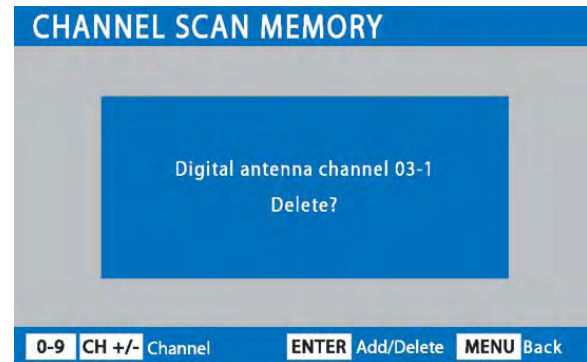 CHANNEL SCAN MEMORY
Digital antenna channel 03-1
Delete?
0-9 CH +/- Channel ENTER Add/Delete MENU Back